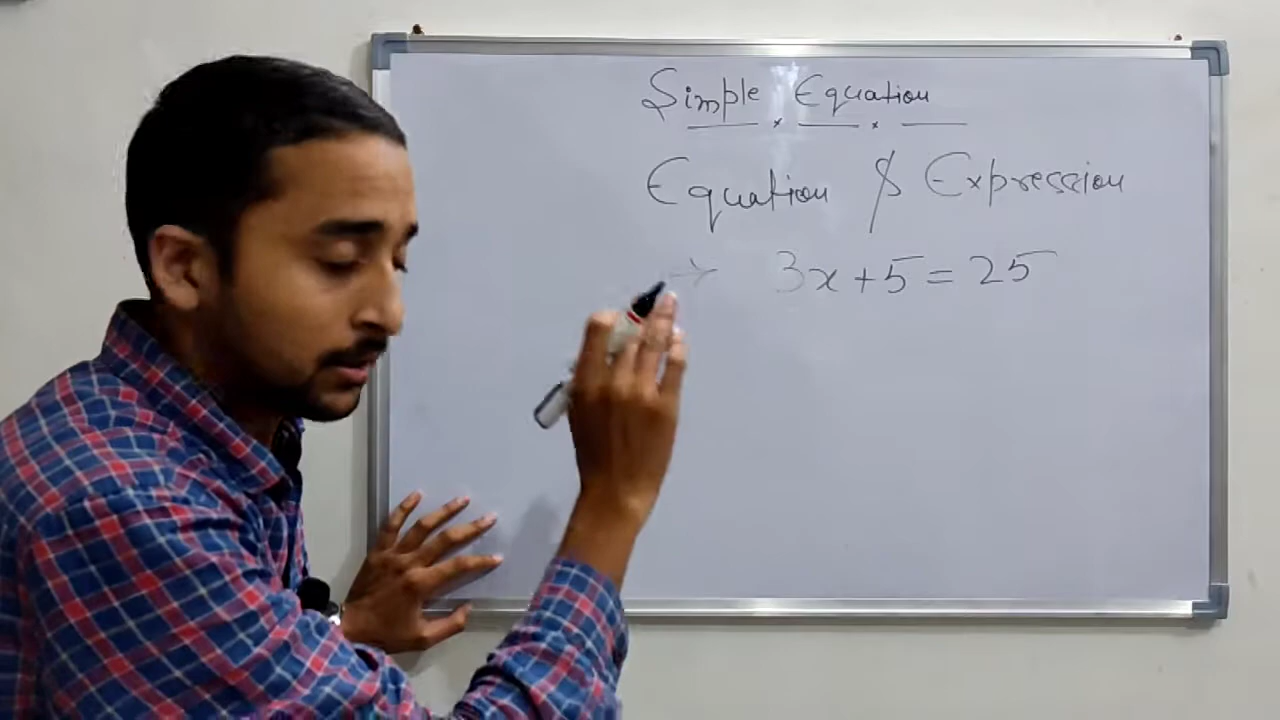 Simple Equation
Equation & Expression
→ 3x + 5 = 25